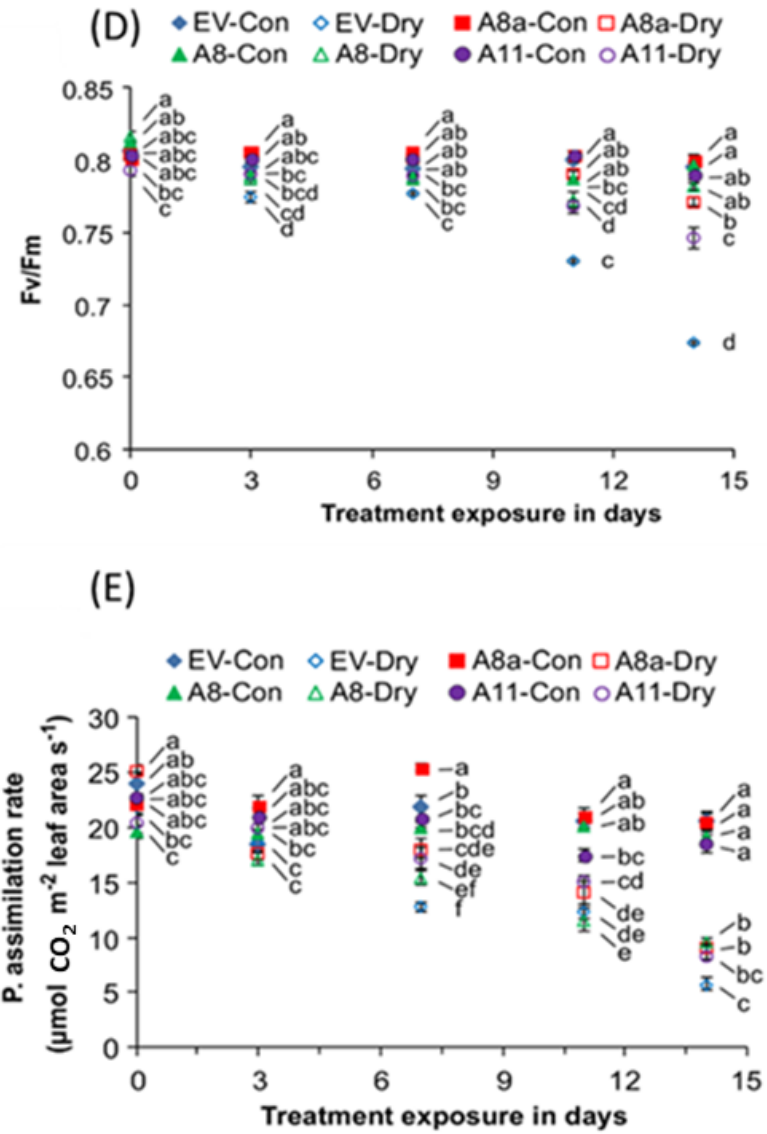 (D)
EV-Con EV-Dry A8a-Con A8a-Dry
A8-Con A8-Dry A11-Con A11-Dry
0.85
a
ab
abc
abc
abc
bc
c
a
ab
abc
bc
bcd
cd
d
a
ab
ab
ab
bc
bc
c
a
ab
ab
bc
cd
d
c
a
a
ab
ab
b
c
d
0.8
0.75
0.7
0.65
0.6
Fv/Fm
0 3 6 9 12 15
Treatment exposure in days
(E)
EV-Con EV-Dry A8a-Con A8a-Dry
A8-Con A8-Dry A11-Con A11-Dry
P. assimilation rate
(µmol CO₂ m⁻² leaf area s⁻¹)
30
25
20
15
10
5
0
a
ab
abc
abc
abc
bc
c
a
abc
abc
abc
bc
c
c
a
b
bc
bcd
cde
de
ef
f
a
ab
ab
bc
cd
de
de
e
a
a
a
a
b
b
bc
c
0 3 6 9 12 15
Treatment exposure in days